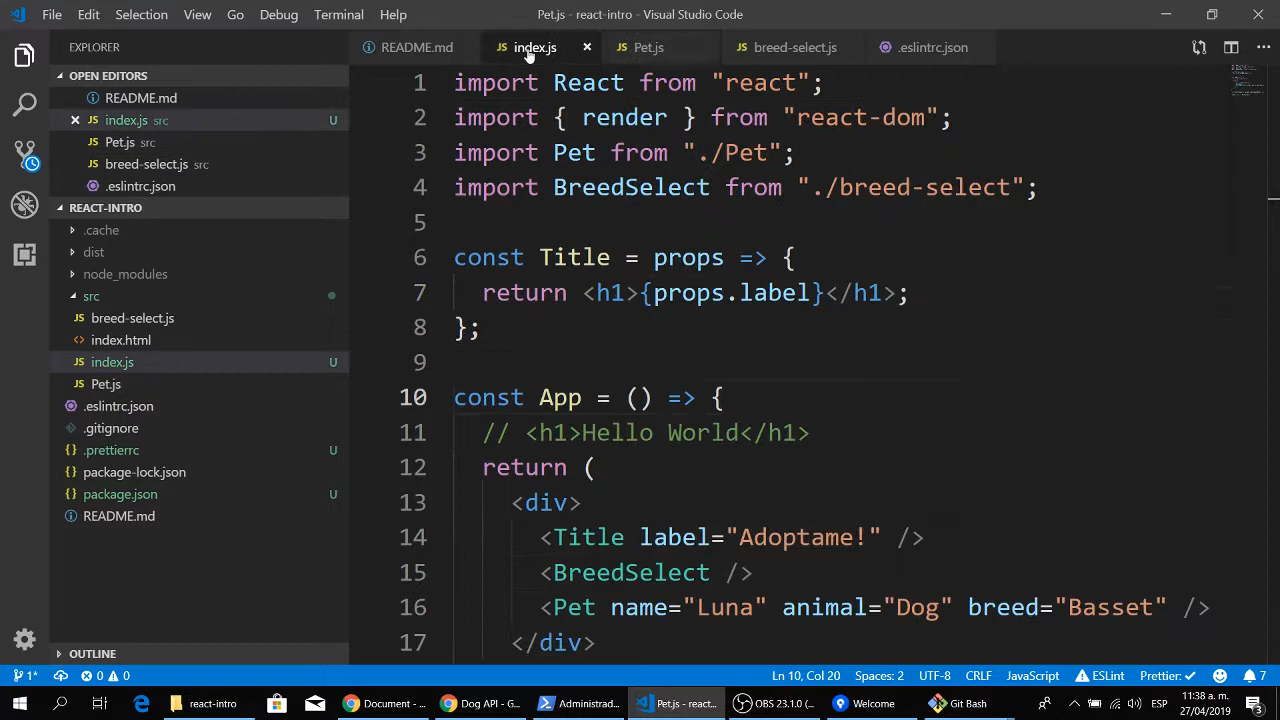 File Edit Selection View Go Debug Terminal Help Pet.js - react-intro - Visual Studio Code
EXPLORER
README.md index.js Pet.js breed-select.js .eslintrc.json
OPEN EDITORS
README.md
index.js src U
Pet.js src
breed-select.js src
.eslintrc.json
REACT-INTRO
.cache
dist
node_modules
src
JS breed-select.js
<> index.html
JS index.js U
JS Pet.js
.eslintrc.json
.gitignore
{} .prettierrc U
{} package-lock.json
{} package.json U
README.md
OUTLINE
1 import React from "react";
2 import { render } from "react-dom";
3 import Pet from "./Pet";
4 import BreedSelect from "./breed-select";
5
6 const Title = props => {
7 return <h1>{props.label}</h1>;
8 };
9
10 const App = () => {
11 // <h1>Hello World</h1>
12 return (
13 <div>
14 <Title label="Adoptame!" />
15 <BreedSelect />
16 <Pet name="Luna" animal="Dog" breed="Basset" />
17 </div>
1* 0 0 Ln 10, Col 20 Spaces: 2 UTF-8 CRLF JavaScript ESLint Prettier: ✓ 7
react-intro Document - ... Dog API - G... Administrad... Pet.js - react... OBS 23.1.0 (... Welcome Git Bash ESP 11:38 a. m.
27/04/2019 3